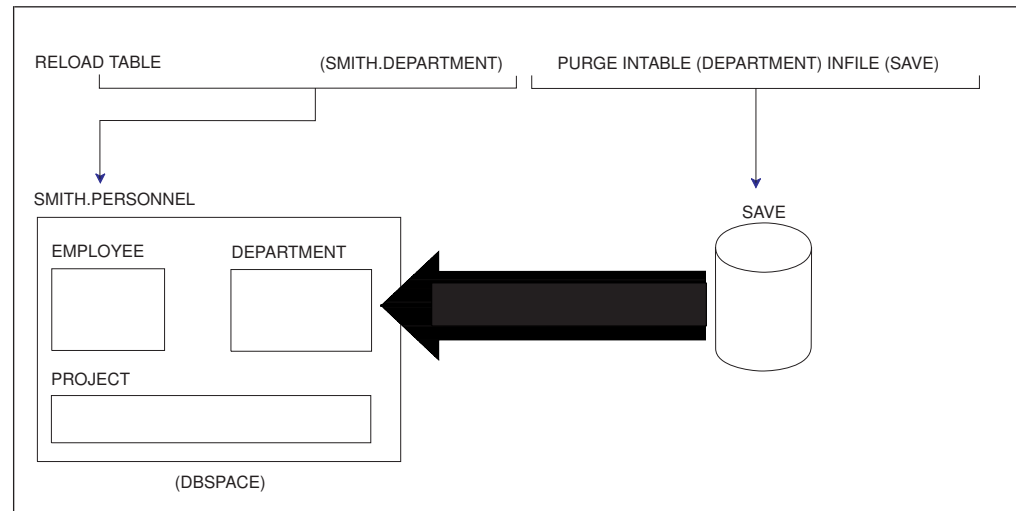 RELOAD TABLE (SMITH.DEPARTMENT) PURGE INTABLE (DEPARTMENT) INFILE (SAVE)
SMITH.PERSONNEL
SAVE
EMPLOYEE DEPARTMENT
PROJECT
(DBSPACE)